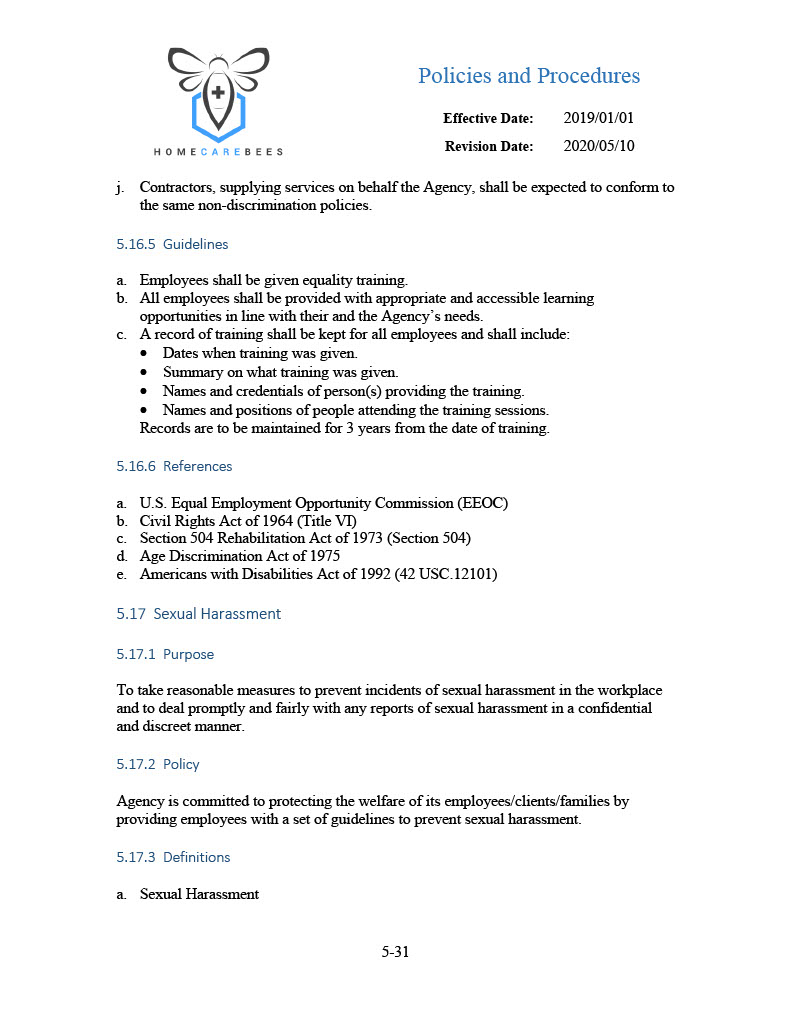 Policies and Procedures
Effective Date: 2019/01/01
Revision Date: 2020/05/10
HOMECAREBEES
j. Contractors, supplying services on behalf the Agency, shall be expected to conform to
the same non-discrimination policies.
5.16.5 Guidelines
a. Employees shall be given equality training.
b. All employees shall be provided with appropriate and accessible learning
opportunities in line with their and the Agency's needs.
c. A record of training shall be kept for all employees and shall include:
• Dates when training was given.
• Summary on what training was given.
• Names and credentials of person(s) providing the training.
• Names and positions of people attending the training sessions.
Records are to be maintained for 3 years from the date of training.
5.16.6 References
a. U.S. Equal Employment Opportunity Commission (EEOC)
b. Civil Rights Act of 1964 (Title VI)
c. Section 504 Rehabilitation Act of 1973 (Section 504)
d. Age Discrimination Act of 1975
e. Americans with Disabilities Act of 1992 (42 USC.12101)
5.17 Sexual Harassment
5.17.1 Purpose
To take reasonable measures to prevent incidents of sexual harassment in the workplace
and to deal promptly and fairly with any reports of sexual harassment in a confidential
and discreet manner.
5.17.2 Policy
Agency is committed to protecting the welfare of its employees/clients/families by
providing employees with a set of guidelines to prevent sexual harassment.
5.17.3 Definitions
a. Sexual Harassment
5-31